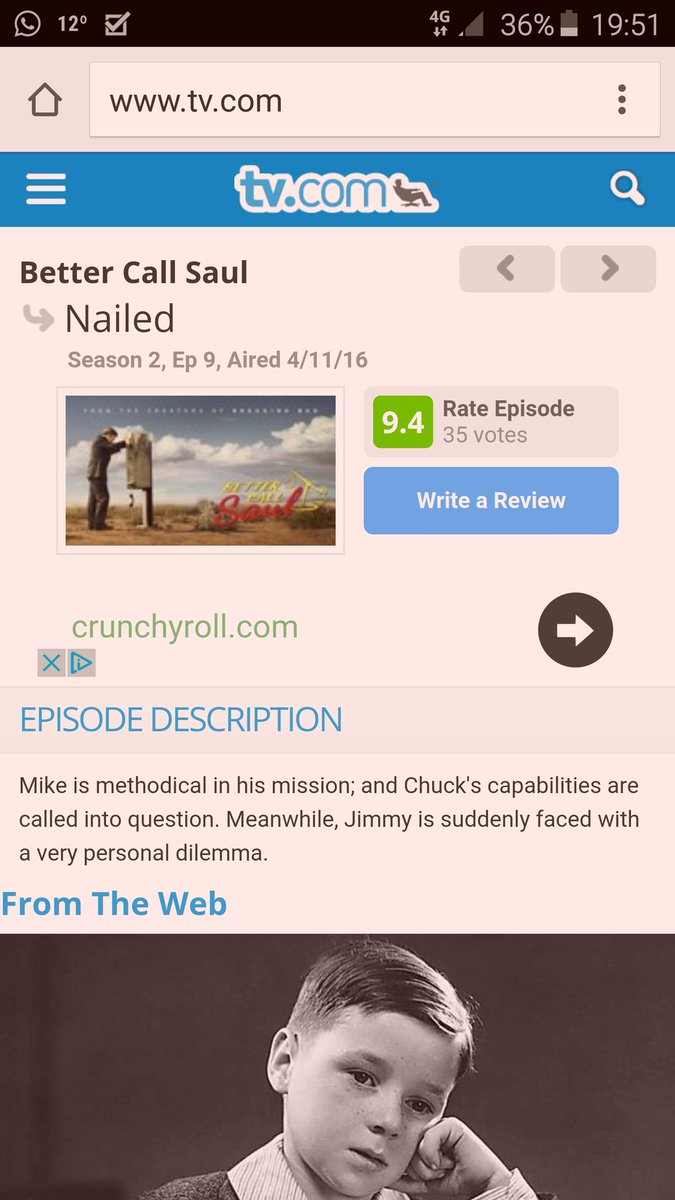 12°
4G
36%
19:51
www.tv.com
tv.com
Better Call Saul
Nailed
Season 2, Ep 9, Aired 4/11/16
FROM THE CREATORS OF BREAKING BAD
BETTER
CALL
Saul
9.4
Rate Episode
35 votes
Write a Review
crunchyroll.com
EPISODE DESCRIPTION
Mike is methodical in his mission; and Chuck's capabilities are
called into question. Meanwhile, Jimmy is suddenly faced with
a very personal dilemma.
From The Web